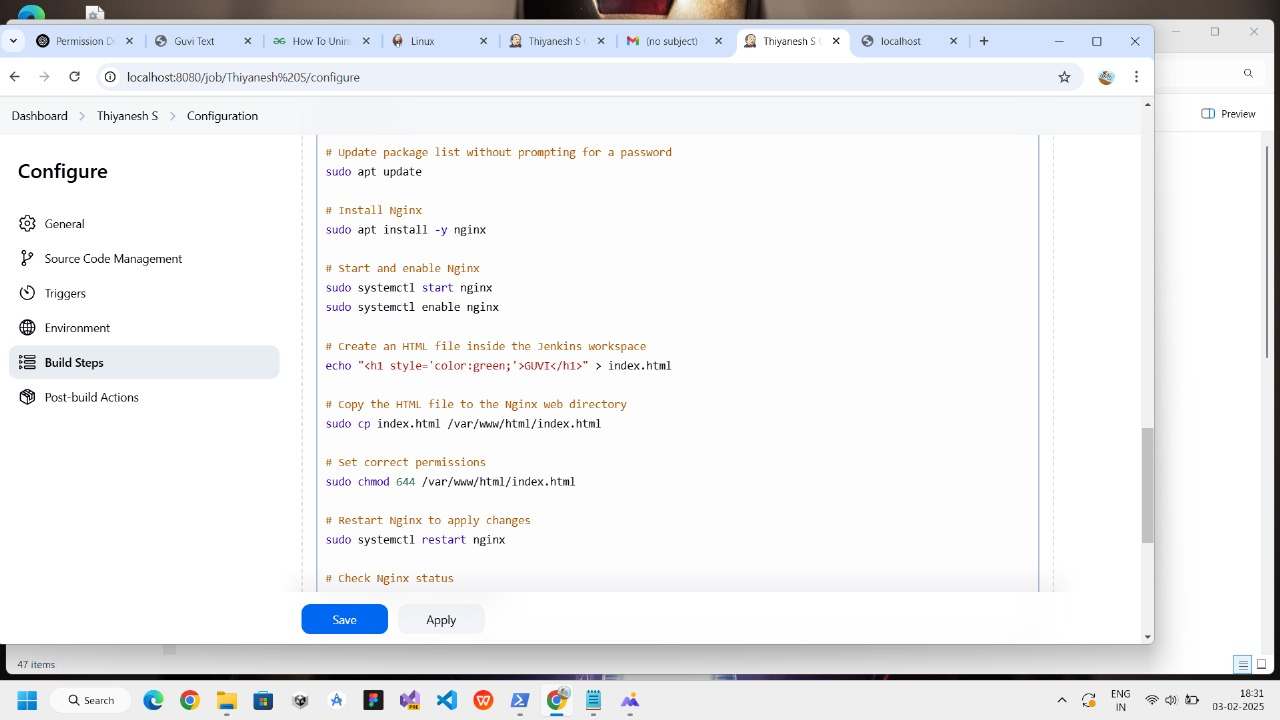 Permission D
Guvi Text
How To Unin
Linux
Thiyanesh S
(no subject)
Thiyanesh S
localhost
localhost:8080/job/Thiyanesh%20S/configure
Dashboard
Thiyanesh S
Configuration
Preview
Configure
General
Source Code Management
Triggers
Environment
Build Steps
Post-build Actions
# Update package list without prompting for a password
sudo apt update
# Install Nginx
sudo apt install -y nginx
# Start and enable Nginx
sudo systemctl start nginx
sudo systemctl enable nginx
# Create an HTML file inside the Jenkins workspace
echo "<h1 style='color:green;'>GUVI</h1>" > index.html
# Copy the HTML file to the Nginx web directory
sudo cp index.html /var/www/html/index.html
# Set correct permissions
sudo chmod 644 /var/www/html/index.html
# Restart Nginx to apply changes
sudo systemctl restart nginx
# Check Nginx status
Save
Apply
47 items
Search
ENG
IN
18:31
03-02-2025